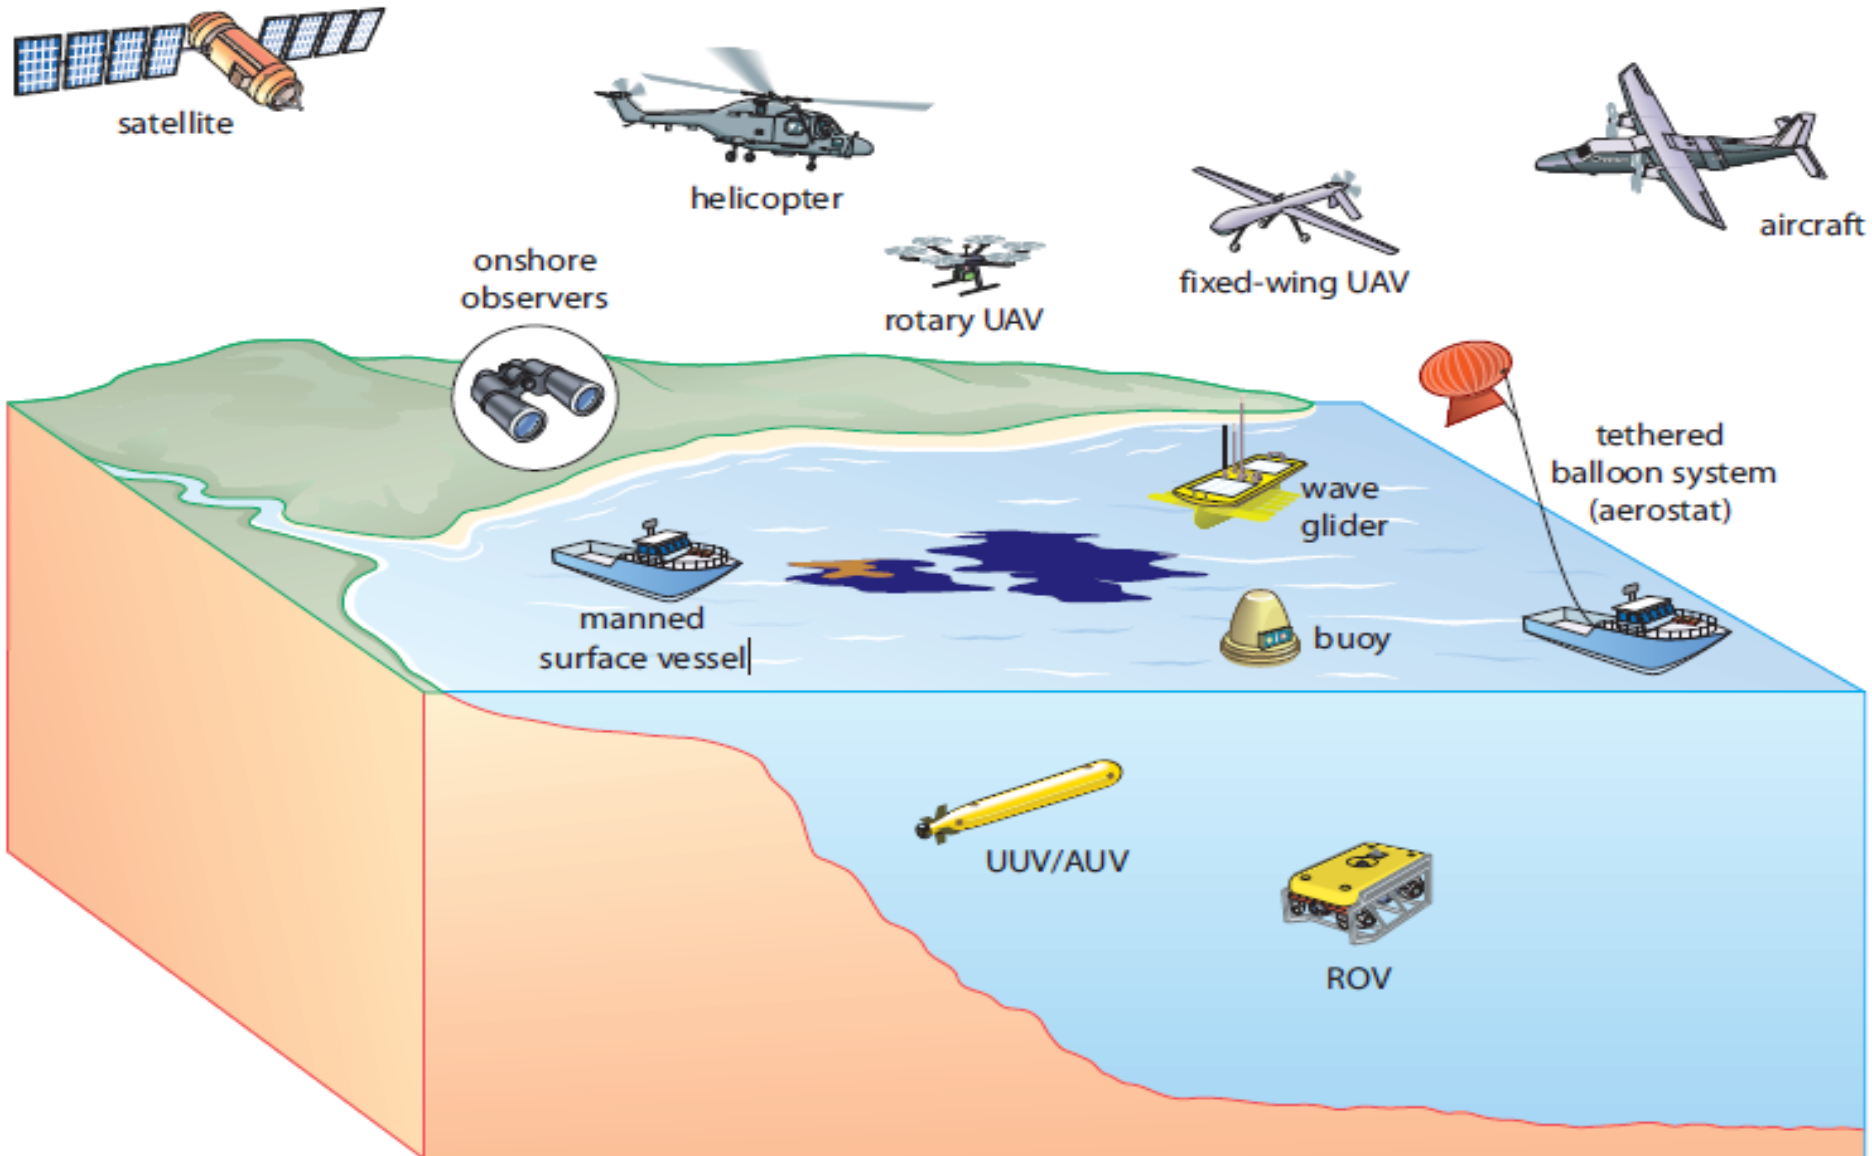 satellite
helicopter
aircraft
onshore
observers
fixed-wing UAV
rotary UAV
tethered
balloon system
(aerostat)
wave
glider
manned
surface vessel
buoy
UUV/AUV
ROV